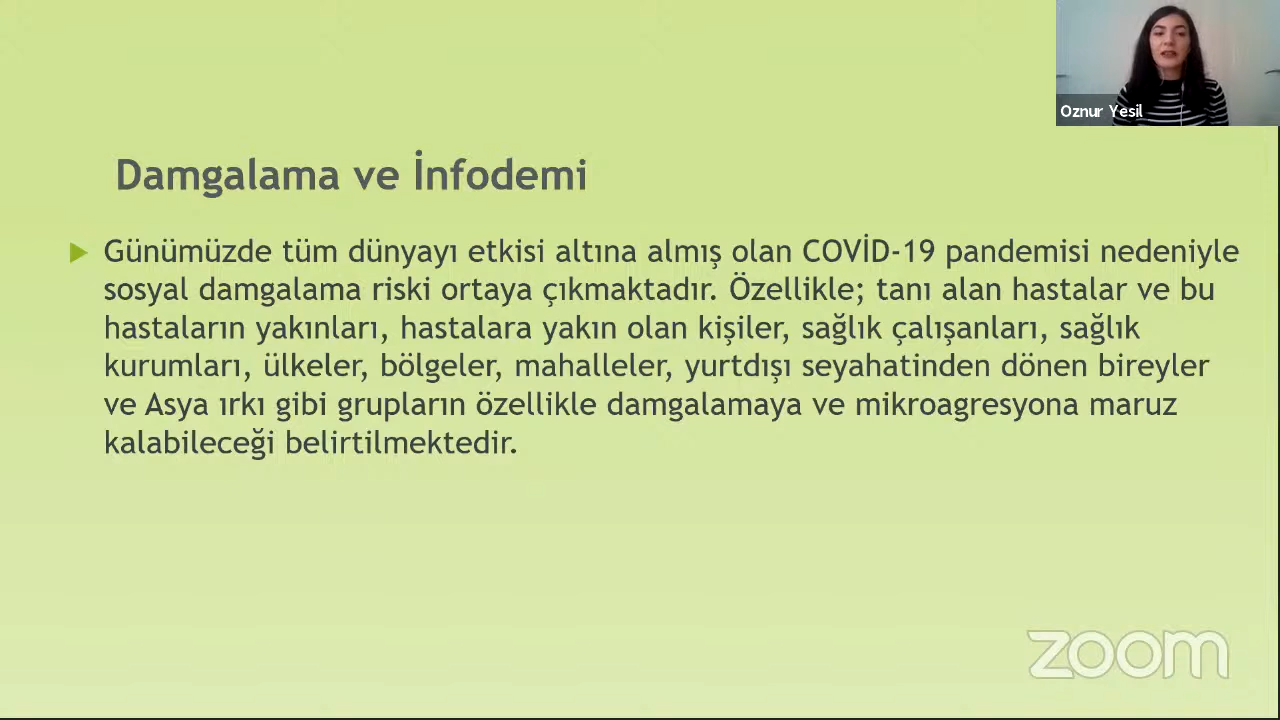 Oznur Yesil
Damgalama ve İnfodemi
Günümüzde tüm dünyayı etkisi altına almış olan COVİD-19 pandemisi nedeniyle
sosyal damgalama riski ortaya çıkmaktadır. Özellikle; tanı alan hastalar ve bu
hastaların yakınları, hastalara yakın olan kişiler, sağlık çalışanları, sağlık
kurumları, ülkeler, bölgeler, mahalleler, yurtdışı seyahatinden dönen bireyler
ve Asya ırkı gibi grupların özellikle damgalamaya ve mikroagresyona maruz
kalabileceği belirtilmektedir.
zoom